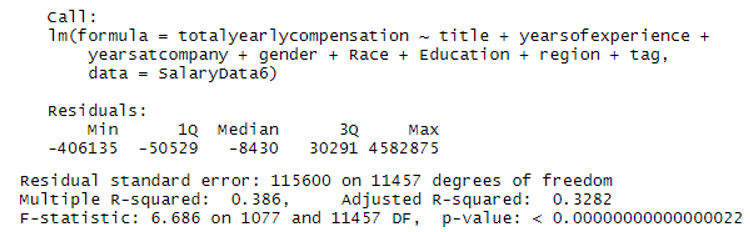 Call:
lm(formula = totalyearlycompensation ~ title + yearsofexperience +
yearsatcompany + gender + Race + Education + region + tag,
data = SalaryData6)
Residuals:
Min 1Q Median 3Q Max
-406135 -50529 -8430 30291 4582875
Residual standard error: 115600 on 11457 degrees of freedom
Multiple R-squared: 0.386, Adjusted R-squared: 0.3282
F-statistic: 6.686 on 1077 and 11457 DF, p-value: < 0.00000000000000022